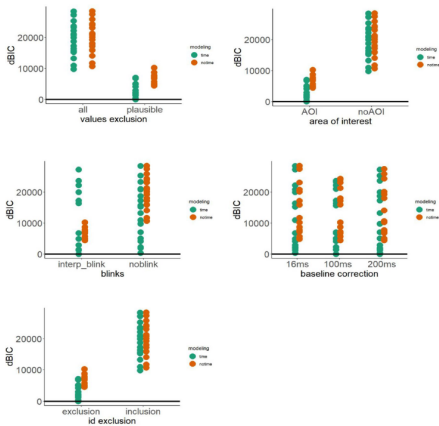 dBIC
20000
10000
0
all
plausible
values exclusion
modeling
time
notime
dBIC
30000
20000
10000
0
AOI
noAOI
area of interest
modeling
time
notime
dBIC
20000
10000
0
interp_blink
noblink
blinks
modeling
time
notime
dBIC
20000
10000
0
16ms
100ms
200ms
baseline correction
modeling
time
notime
dBIC
20000
10000
0
exclusion
inclusion
id exclusion
modeling
time
notime